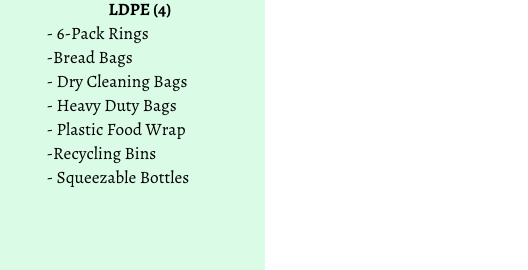 LDPE (4)
- 6-Pack Rings
-Bread Bags
- Dry Cleaning Bags
- Heavy Duty Bags
- Plastic Food Wrap
-Recycling Bins
- Squeezable Bottles